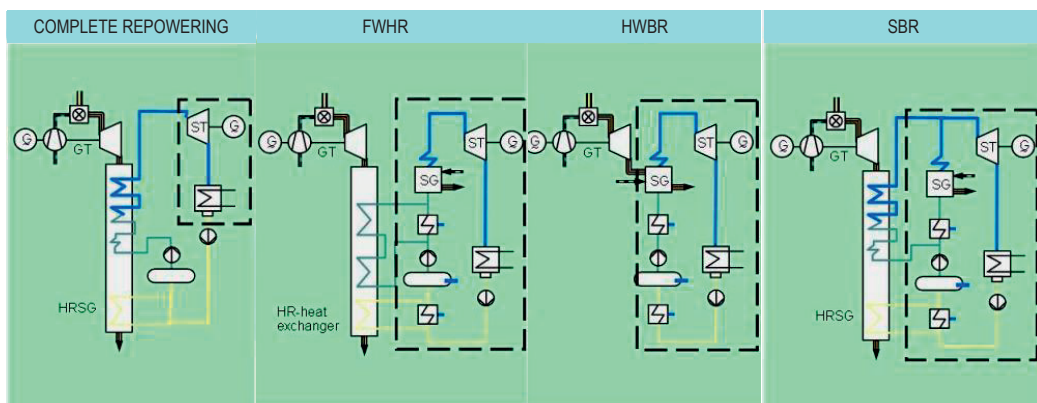 COMPLETE REPOWERING
FWHR
HWBR
SBR
G
GT
ST
G
HRSG
G
GT
ST
G
SG
HR-heat
exchanger
G
GT
ST
G
SG
G
GT
ST
G
SG
HRSG